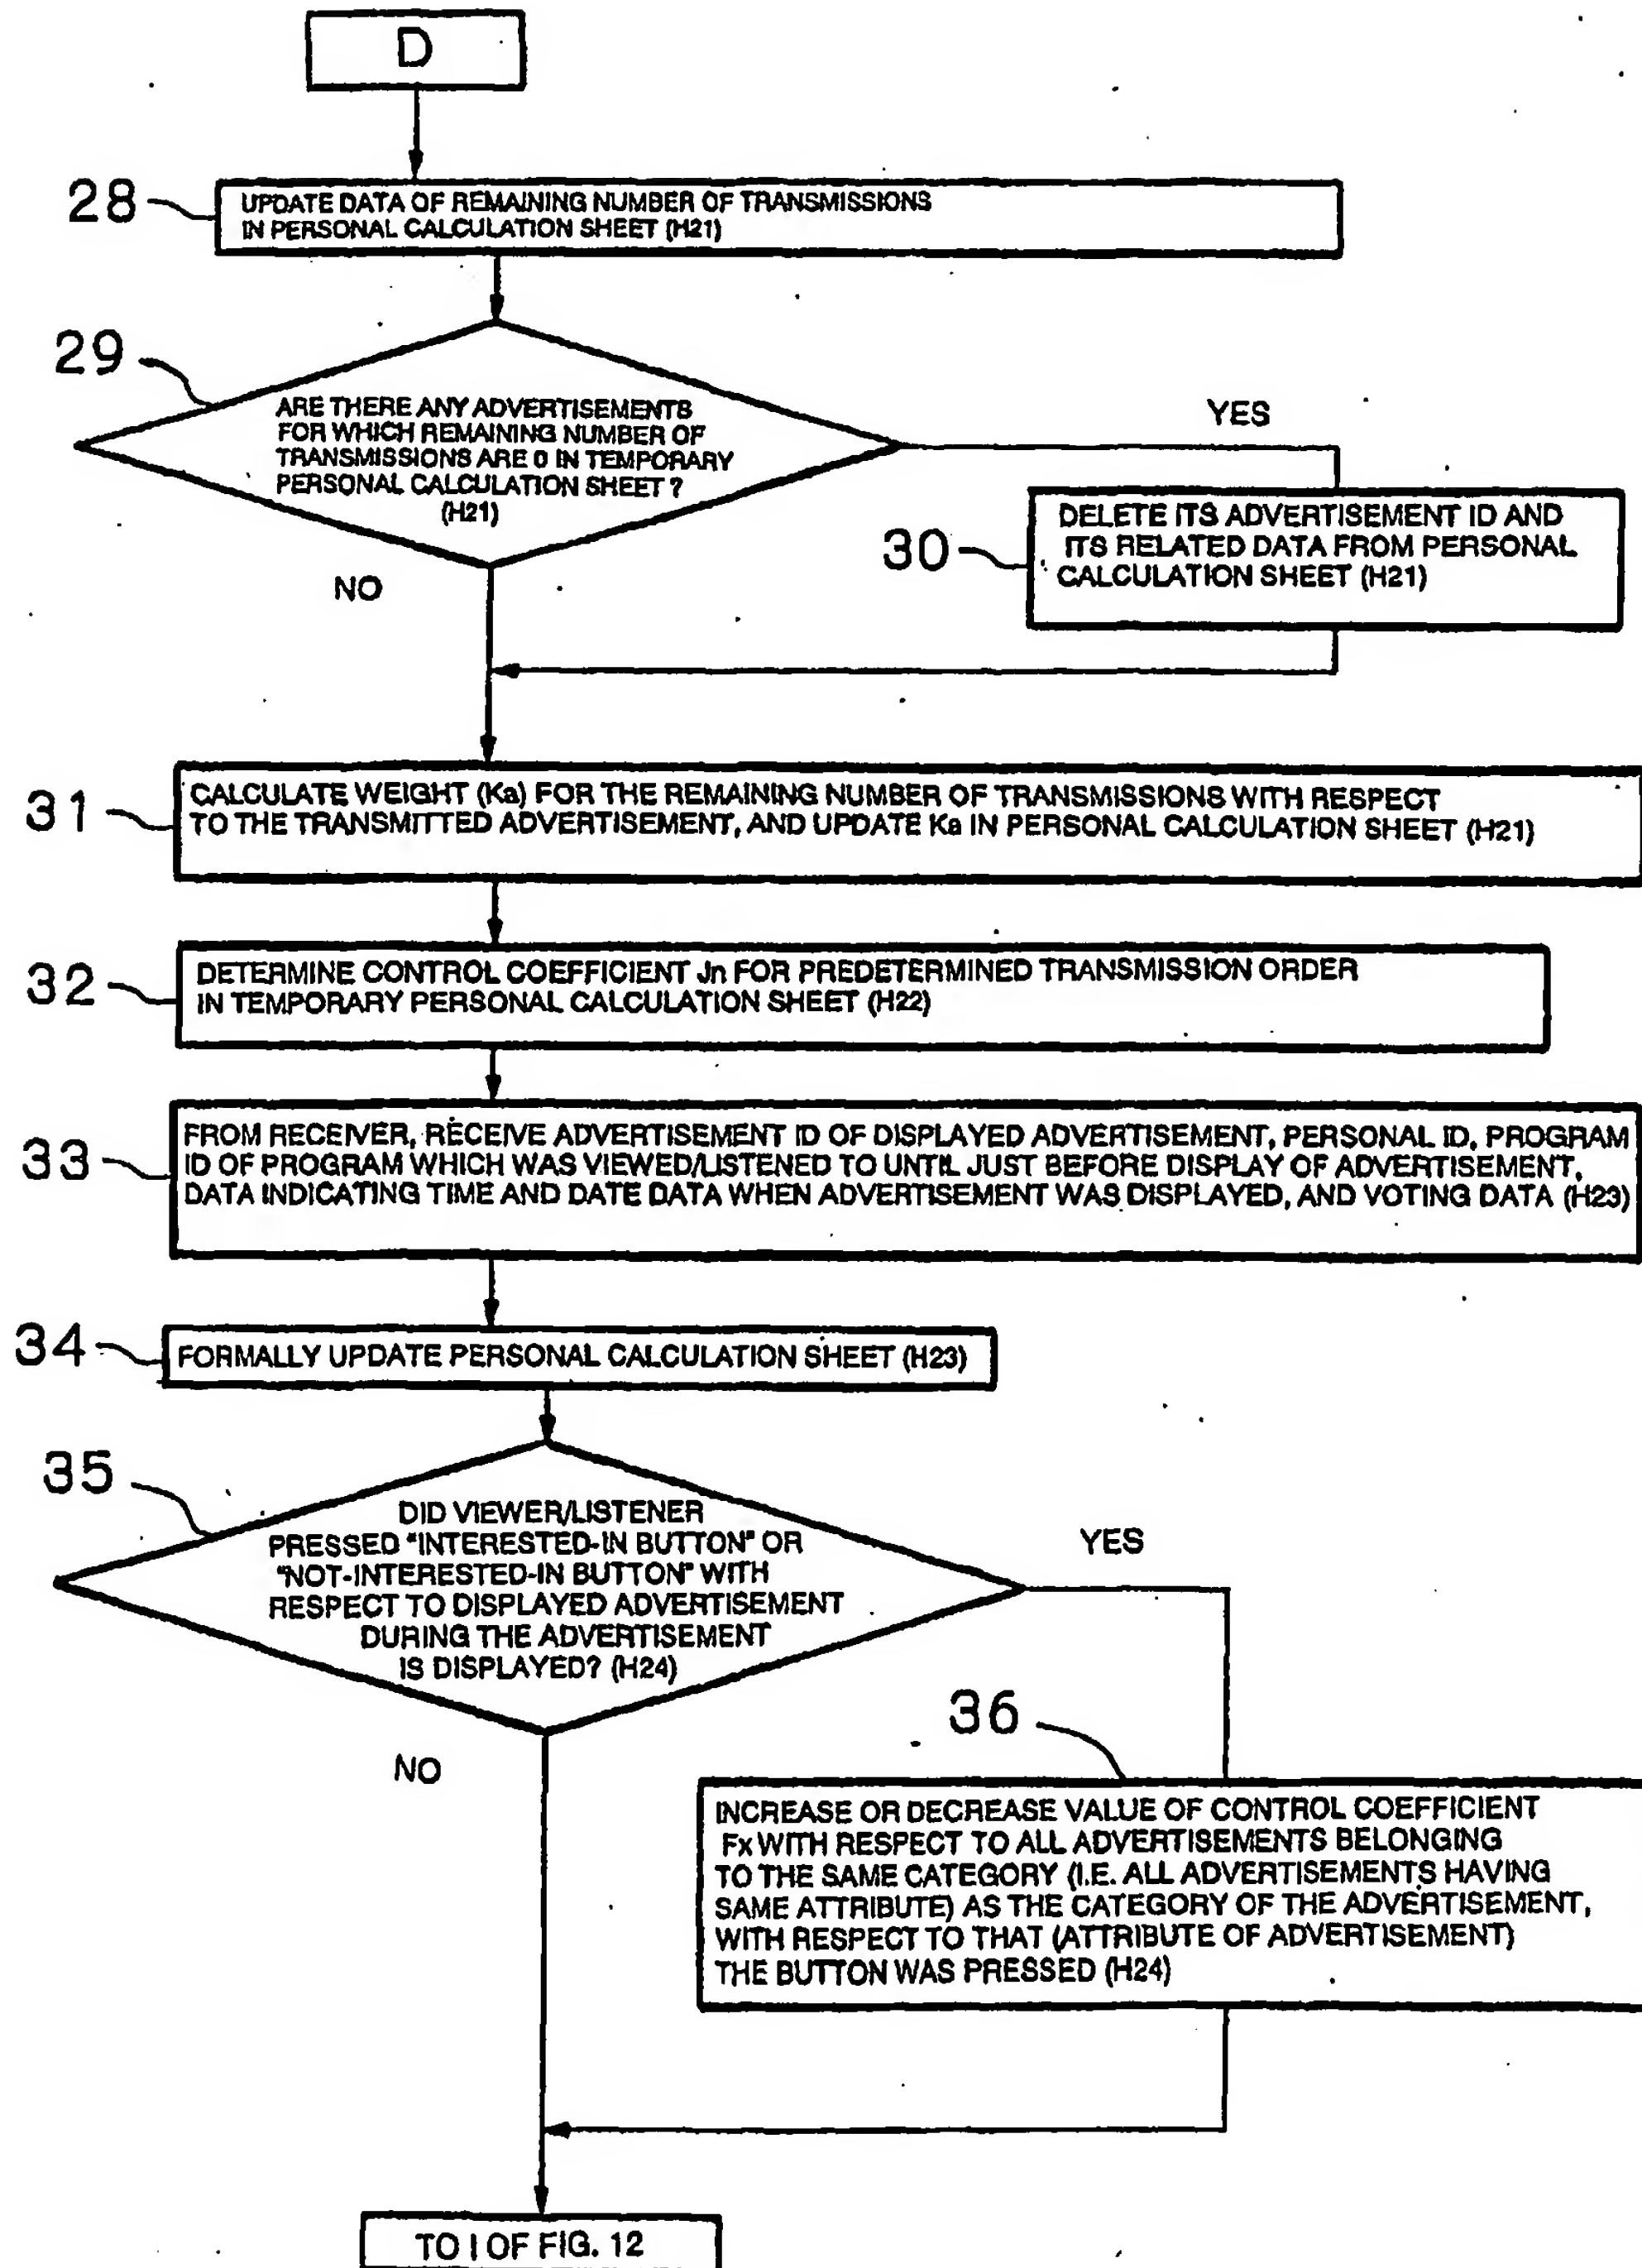 D
28
UPDATE DATA OF REMAINING NUMBER OF TRANSMISSIONS
IN PERSONAL CALCULATION SHEET (H21)
29
ARE THERE ANY ADVERTISEMENTS
FOR WHICH REMAINING NUMBER OF
TRANSMISSIONS ARE 0 IN TEMPORARY
PERSONAL CALCULATION SHEET ?
(H21)
YES
NO
30
DELETE ITS ADVERTISEMENT ID AND
ITS RELATED DATA FROM PERSONAL
CALCULATION SHEET (H21)
31
CALCULATE WEIGHT (Ka) FOR THE REMAINING NUMBER OF TRANSMISSIONS WITH RESPECT
TO THE TRANSMITTED ADVERTISEMENT, AND UPDATE Ka IN PERSONAL CALCULATION SHEET (H21)
32
DETERMINE CONTROL COEFFICIENT Jn FOR PREDETERMINED TRANSMISSION ORDER
IN TEMPORARY PERSONAL CALCULATION SHEET (H22)
33
FROM RECEIVER, RECEIVE ADVERTISEMENT ID OF DISPLAYED ADVERTISEMENT, PERSONAL ID, PROGRAM
ID OF PROGRAM WHICH WAS VIEWED/LISTENED TO UNTIL JUST BEFORE DISPLAY OF ADVERTISEMENT,
DATA INDICATING TIME AND DATE DATA WHEN ADVERTISEMENT WAS DISPLAYED, AND VOTING DATA (H23)
34
FORMALLY UPDATE PERSONAL CALCULATION SHEET (H23)
35
DID VIEWER/LISTENER
PRESSED "INTERESTED-IN BUTTON" OR
"NOT-INTERESTED-IN BUTTON" WITH
RESPECT TO DISPLAYED ADVERTISEMENT
DURING THE ADVERTISEMENT
IS DISPLAYED? (H24)
YES
NO
36
INCREASE OR DECREASE VALUE OF CONTROL COEFFICIENT
Fx WITH RESPECT TO ALL ADVERTISEMENTS BELONGING
TO THE SAME CATEGORY (I.E. ALL ADVERTISEMENTS HAVING
SAME ATTRIBUTE) AS THE CATEGORY OF THE ADVERTISEMENT,
WITH RESPECT TO THAT (ATTRIBUTE OF ADVERTISEMENT)
THE BUTTON WAS PRESSED (H24)
TO I OF FIG. 12